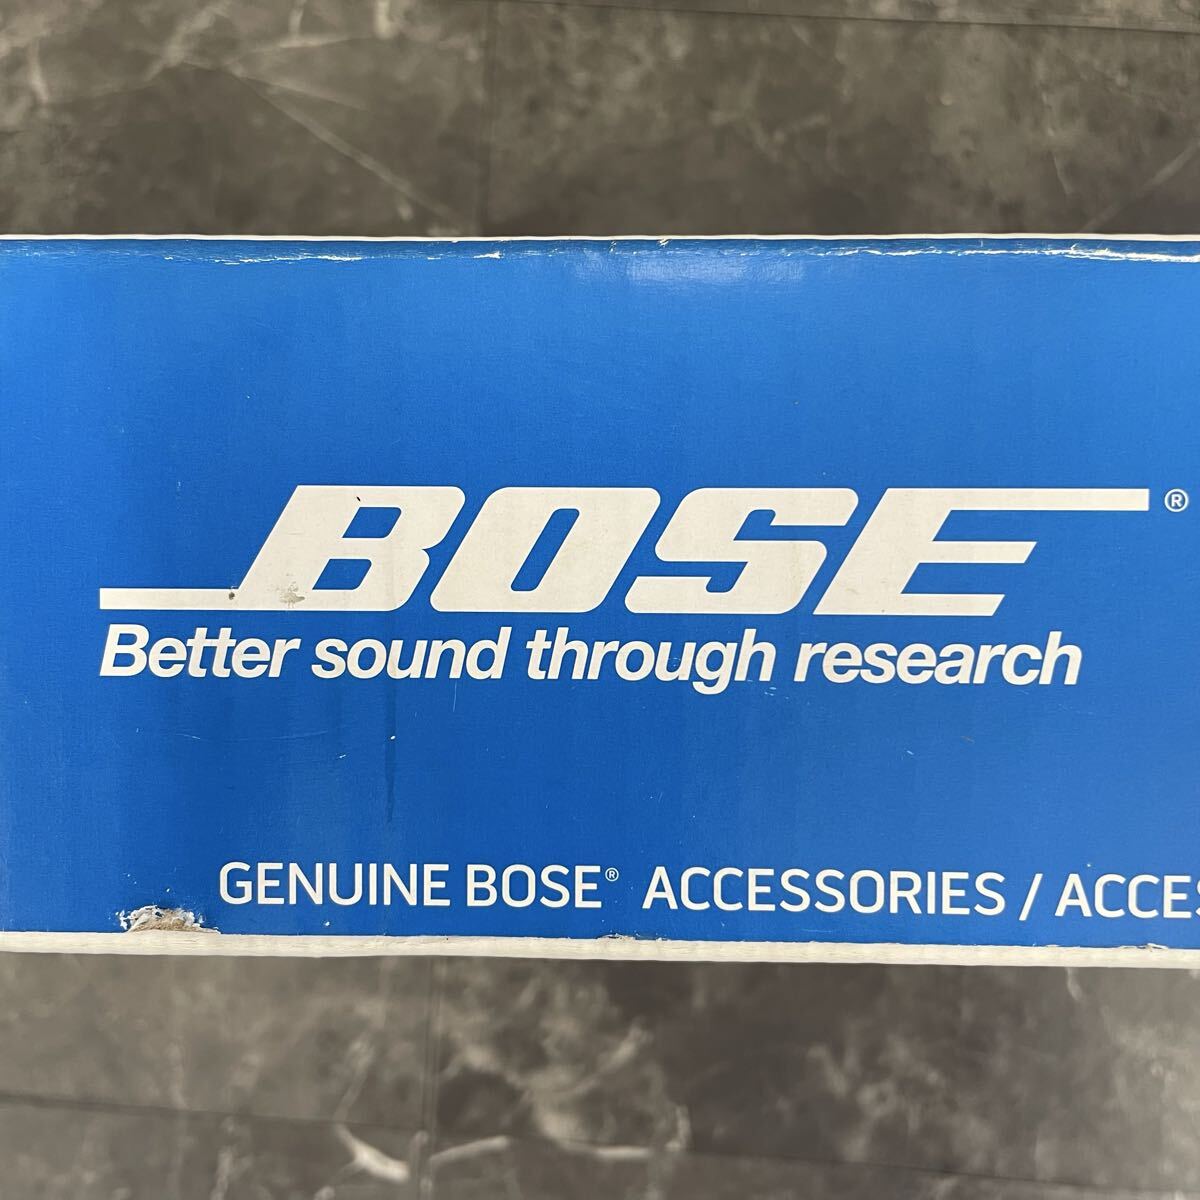 BOSE®
Better sound through research
GENUINE BOSE® ACCESSORIES / ACCES